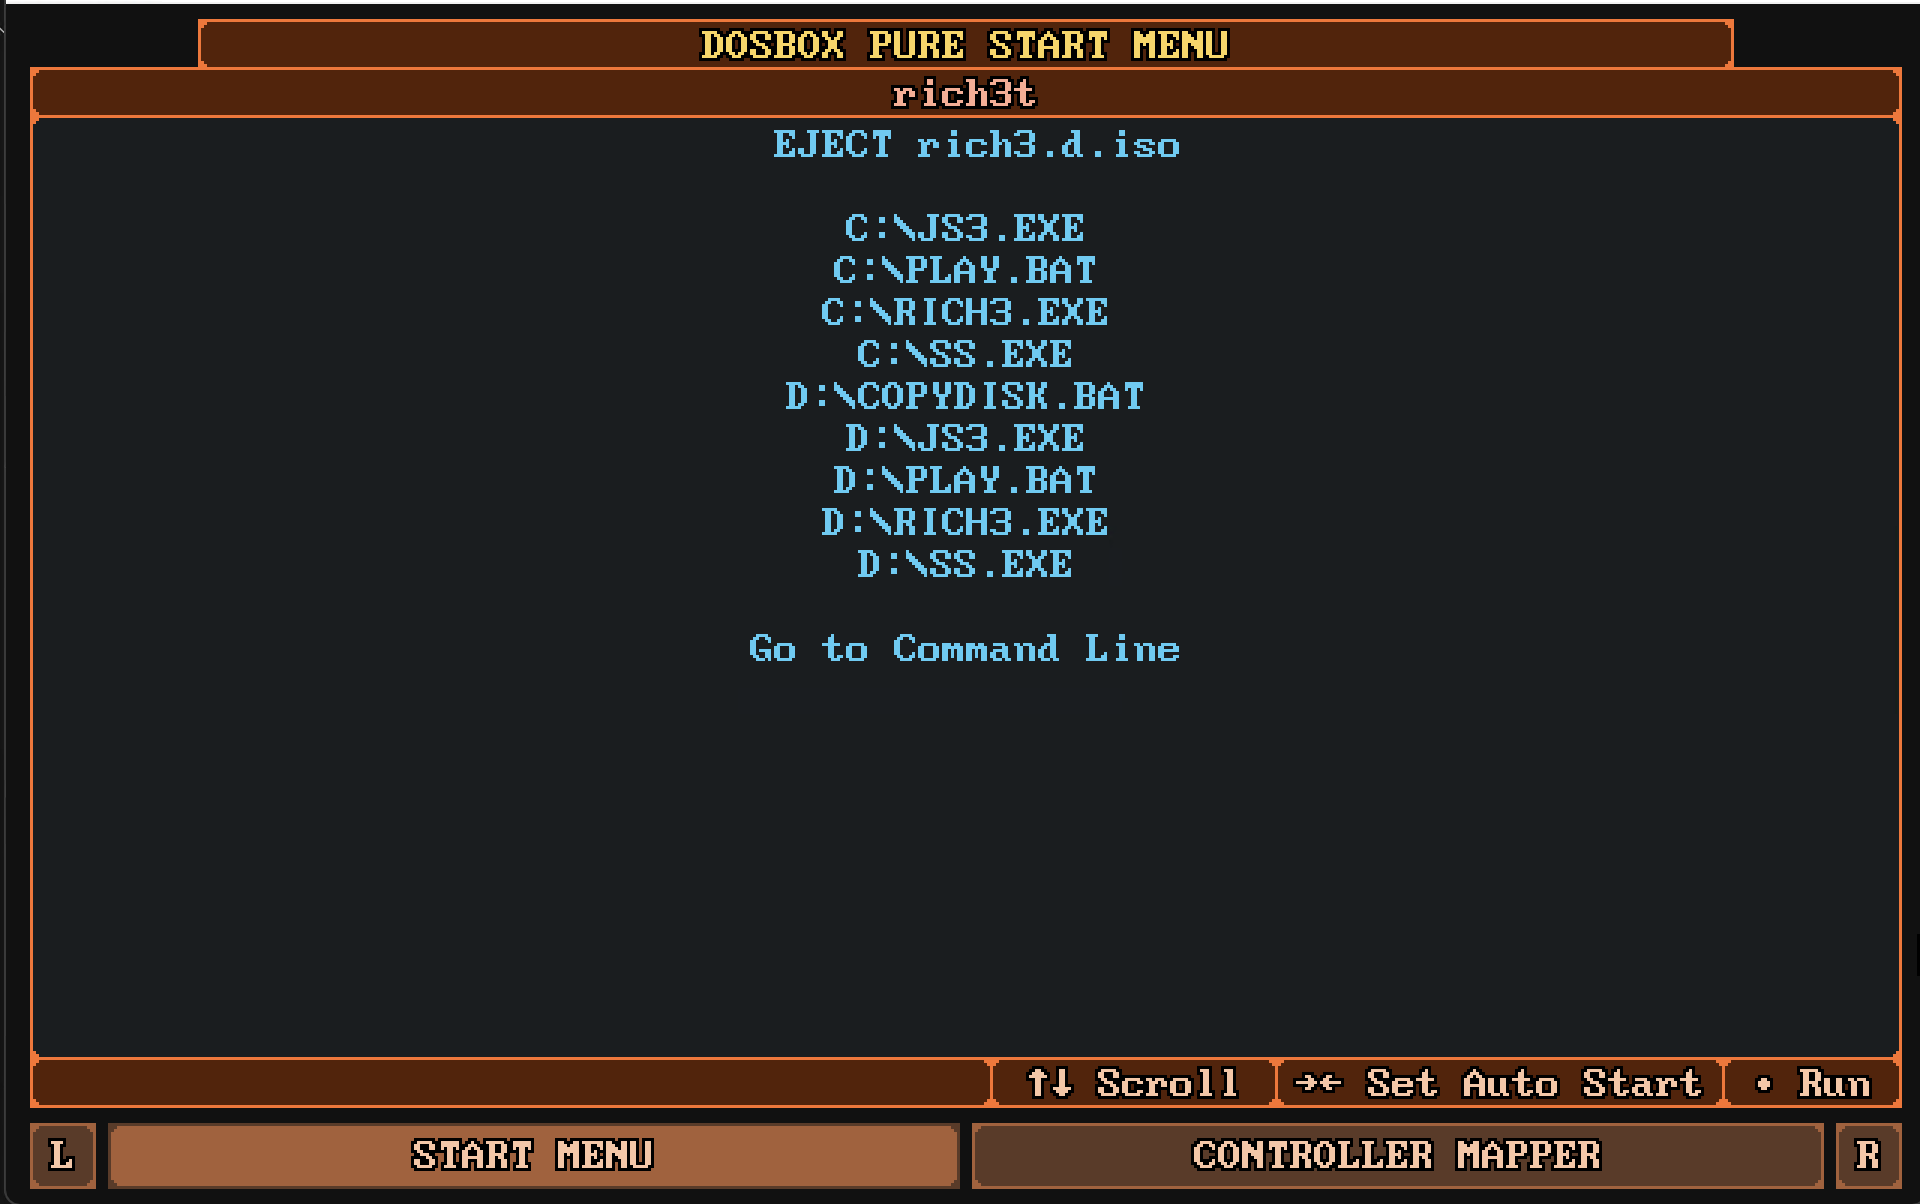 DOSBOX PURE START MENU
rich3t
EJECT rich3.d.iso
C:\JS3.EXE
C:\PLAY.BAT
C:\RICH3.EXE
C:\SS.EXE
D:\COPYDISK.BAT
D:\JS3.EXE
D:\PLAY.BAT
D:\RICH3.EXE
D:\SS.EXE
Go to Command Line
↑↓ Scroll →← Set Auto Start • Run
L START MENU CONTROLLER MAPPER R